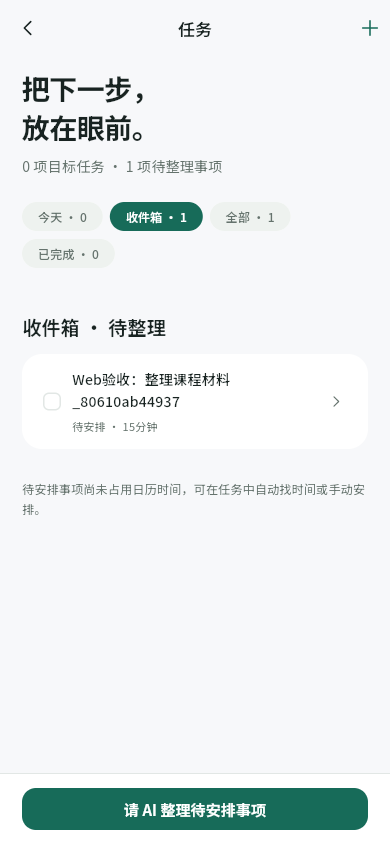 任务
把下一步，
放在眼前。
0 项目标任务 · 1 项待整理事项
今天 · 0
收件箱 · 1
全部 · 1
已完成 · 0
收件箱 · 待整理
Web验收：整理课程材料
_80610ab44937
待安排 · 15分钟
待安排事项尚未占用日历时间，可在任务中自动找时间或手动安
排。
请 AI 整理待安排事项